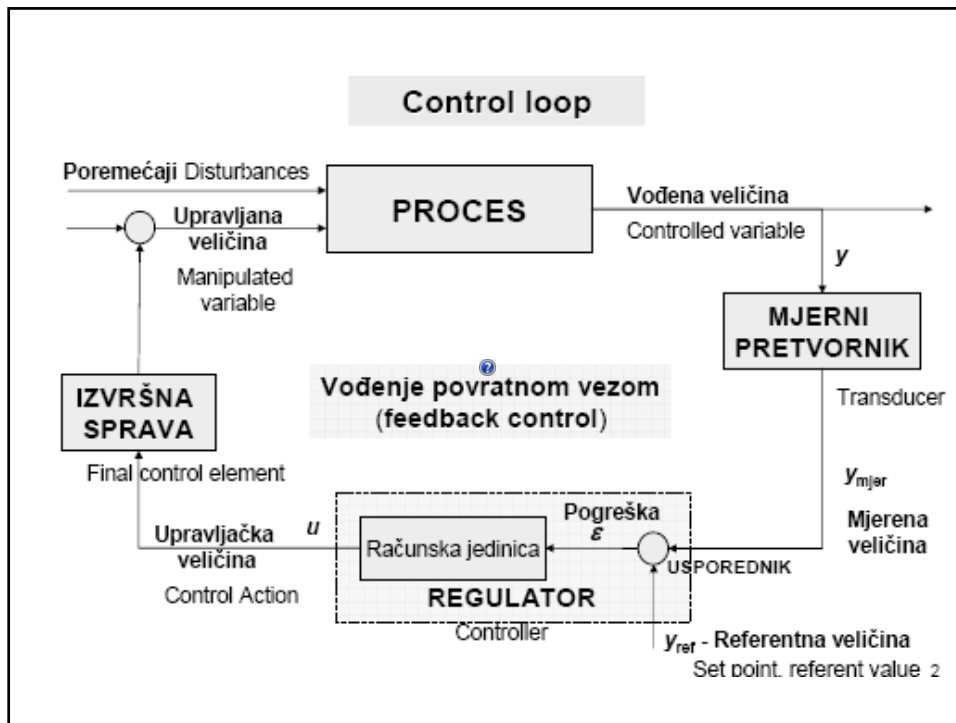 Control loop
Poremećaji Disturbances
PROCES
Vođena veličina
Controlled variable
y
Upravljana
veličina
Manipulated
variable
MJERNI
PRETVORNIK
Transducer
IZVRŠNA
SPRAVA
Final control element
?
Vođenje povratnom vezom
(feedback control)
y mjer
Mjerena
veličina
Upravljačka
veličina
u
Control Action
Računska jedinica
Pogreška
ε
USPOREDNIK
REGULATOR
Controller
y ref - Referentna veličina
Set point, referent value 2